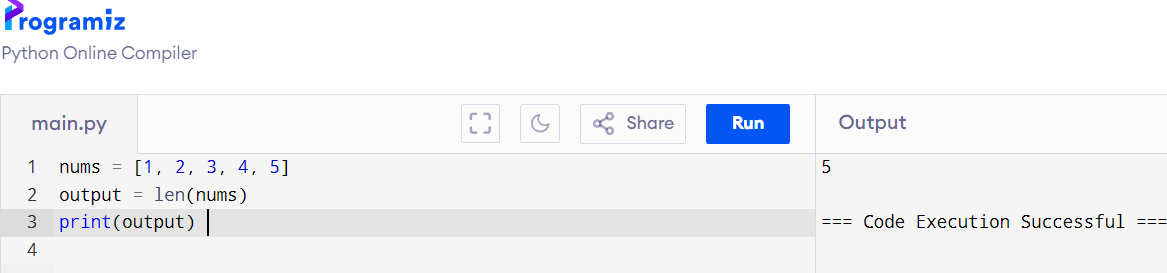 Programiz
Python Online Compiler
main.py
Share
Run
Output
1 nums = [1, 2, 3, 4, 5]
2 output = len(nums)
3 print(output)
4
5
=== Code Execution Successful ===